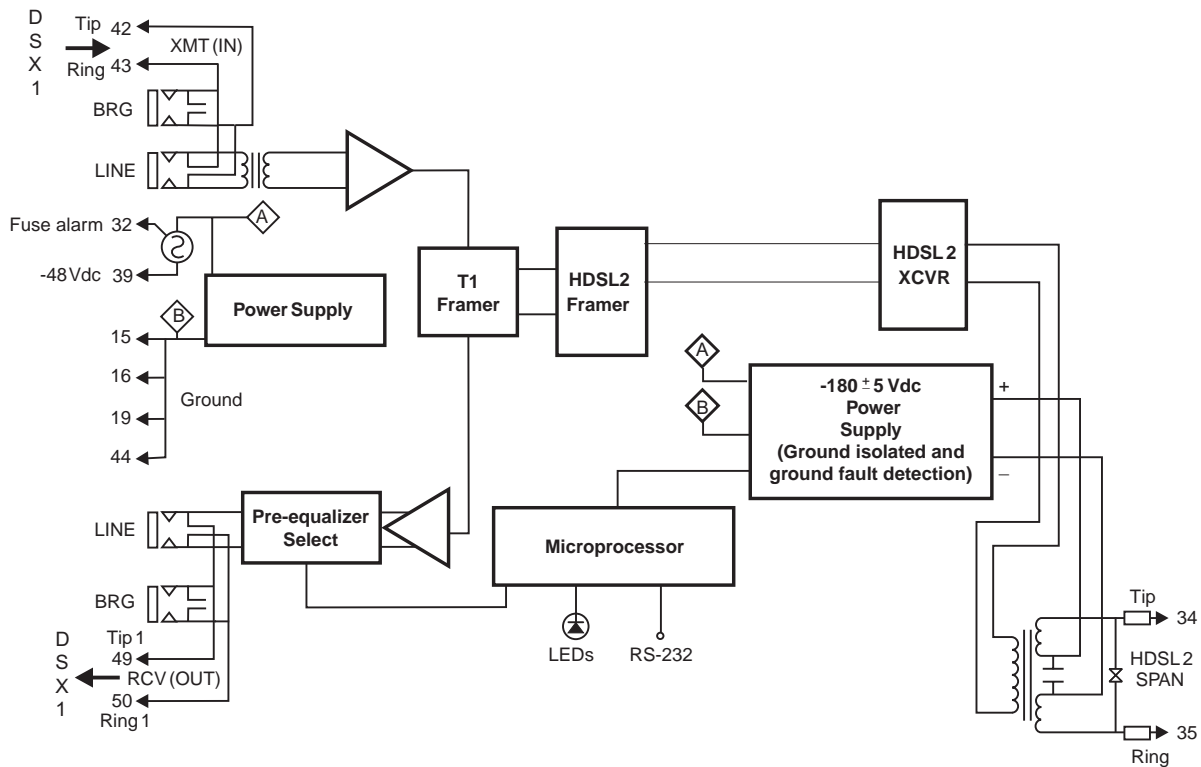 D
S
X
1
Tip 42
XMT (IN)
Ring 43
BRG
LINE
Fuse alarm 32
A
-48 Vdc 39
Power Supply
B
15
16
Ground
19
44
T1
Framer
HDSL2
Framer
HDSL 2
XCVR
A
B
-180 ± 5 Vdc
Power
Supply
(Ground isolated and
ground fault detection)
+
–
LINE
Pre-equalizer
Select
Microprocessor
BRG
LEDs
RS-232
D
S
X
1
Tip 1
49
RCV (OUT)
50
Ring 1
Tip
34
HDSL 2
SPAN
35
Ring